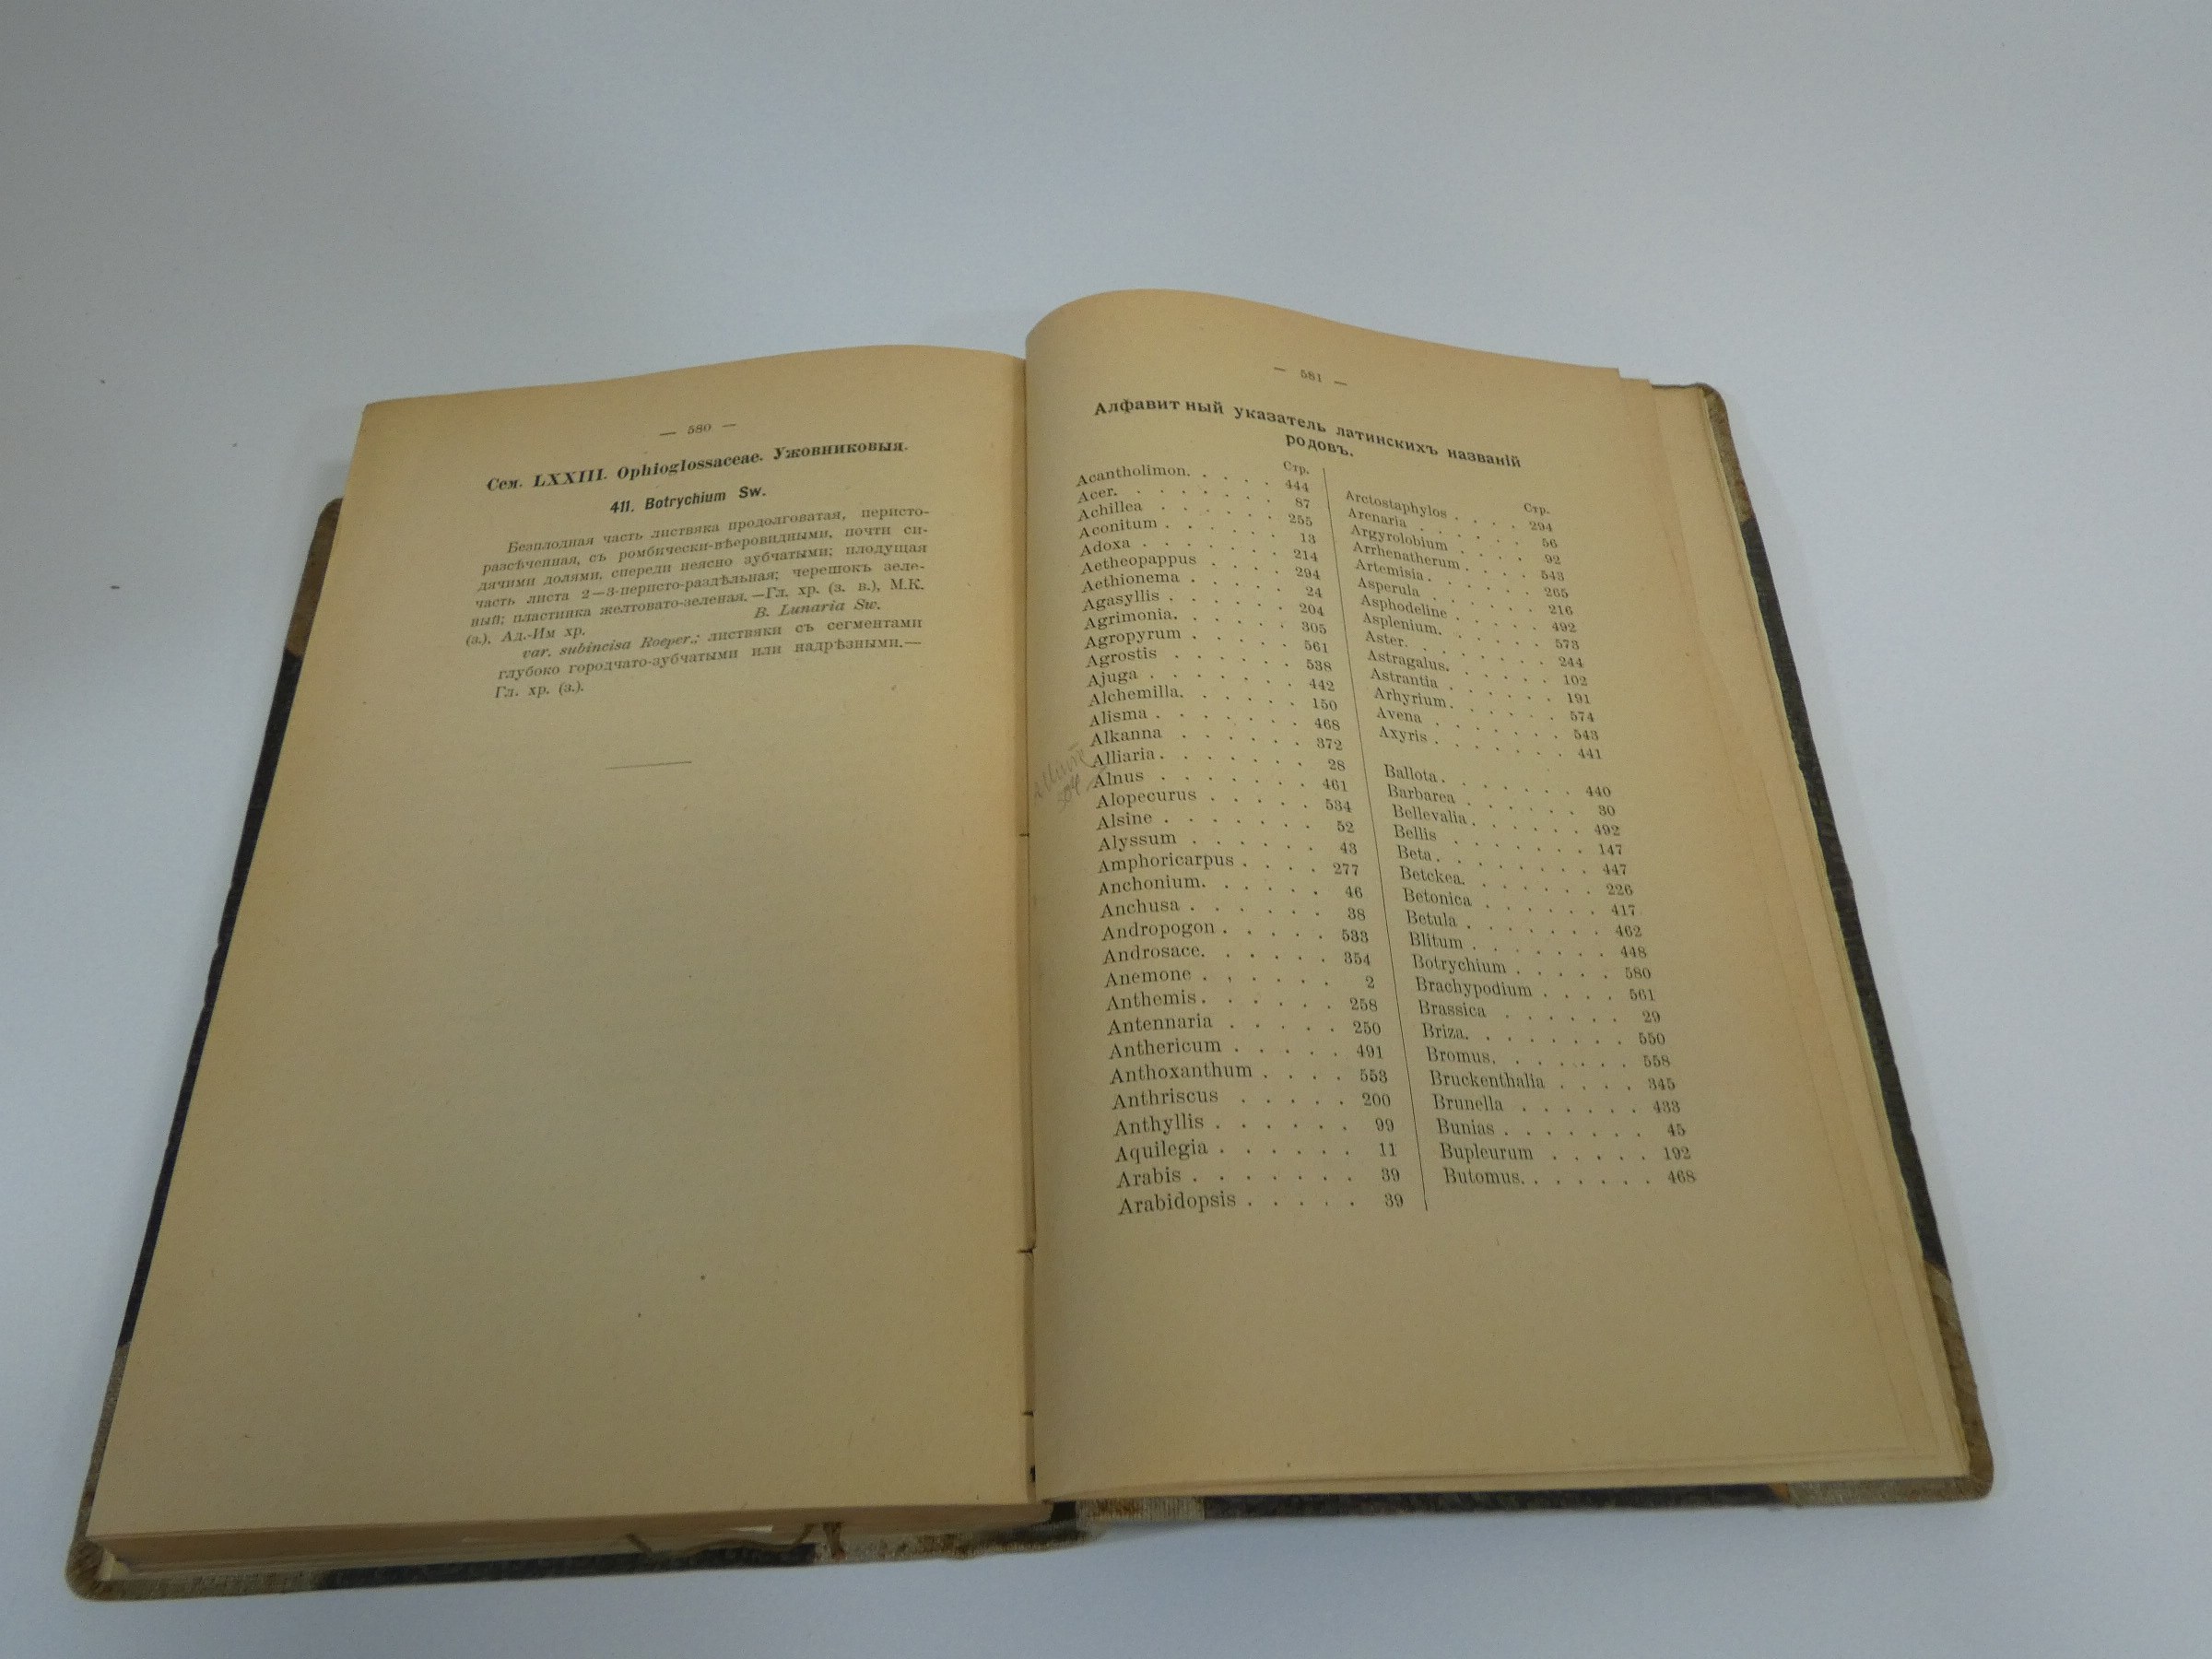 — 580 —
Сем. LXXIII. Ophioglossaceae. Ужовниковыя.
411. Botrychium Sw.
Безплодная часть листвяка продолговатая, перисто-
разсѣченная, съ ромбически-вѣеровидными, почти си-
дячими долями, спереди неясно зубчатыми; плодущая
часть листа 2—3-перисто-раздѣльная; черешокъ зеле-
ный; пластинка желтовато-зеленая.—Гл. хр. (з. в.), М.К.
(з.). Ад.-Им хр.
B. Lunaria Sw.
var. subincisa Roeper.; листвяки съ сегментами
глубоко городчато-зубчатыми или надрѣзными.—
Гл. хр. (з.).
— 581 —
Алфавит ный указатель латинскихъ названій
родовъ.
Стр.
Acantholimon. . . . . 444
Acer. . . . . . . . 87
Achillea . . . . . . 255
Aconitum . . . . . . 13
Adoxa . . . . . . . 214
Aetheopappus . . . . 294
Aethionema . . . . . 24
Agasyllis . . . . . . 204
Agrimonia. . . . . . 305
Agropyrum . . . . . 561
Agrostis . . . . . . 538
Ajuga . . . . . . . 442
Alchemilla. . . . . . 150
Alisma . . . . . . . 468
Alkanna . . . . . . 372
Alliaria . . . . . . . 28
Alnus . . . . . . . 461
Alopecurus . . . . . 534
Alsine . . . . . . . 52
Alyssum . . . . . . 43
Amphoricarpus . . . . 277
Anchonium. . . . . . 46
Anchusa . . . . . . 38
Andropogon . . . . . 533
Androsace. . . . . . 354
Anemone . . . . . . 2
Anthemis . . . . . . 258
Antennaria . . . . . 250
Anthericum . . . . . 491
Anthoxanthum . . . . 553
Anthriscus . . . . . 200
Anthyllis . . . . . . 99
Aquilegia . . . . . . 11
Arabis . . . . . . . 39
Arabidopsis . . . . . 39
Стр.
Arctostaphylos . . . . 294
Arenaria . . . . . . 56
Argyrolobium . . . . 92
Arrhenatherum . . . . 543
Artemisia . . . . . . 265
Asperula . . . . . . 216
Asphodeline . . . . . 492
Asplenium. . . . . . 573
Aster. . . . . . . . 244
Astragalus. . . . . . 102
Astrantia . . . . . . 191
Arhyrium. . . . . . 574
Avena . . . . . . . 543
Axyris . . . . . . . 441
Ballota . . . . . . . 440
Barbarea . . . . . . 30
Bellevalia . . . . . . 492
Bellis . . . . . . . 147
Beta . . . . . . . . 447
Betckea. . . . . . . 226
Betonica . . . . . . 417
Betula . . . . . . . 462
Blitum . . . . . . . 448
Botrychium . . . . . 580
Brachypodium . . . . 561
Brassica . . . . . . 29
Briza. . . . . . . . 550
Bromus. . . . . . . 558
Bruckenthalia . . . . 345
Brunella . . . . . . 433
Bunias . . . . . . . 45
Bupleurum . . . . . 192
Butomus. . . . . . . 468